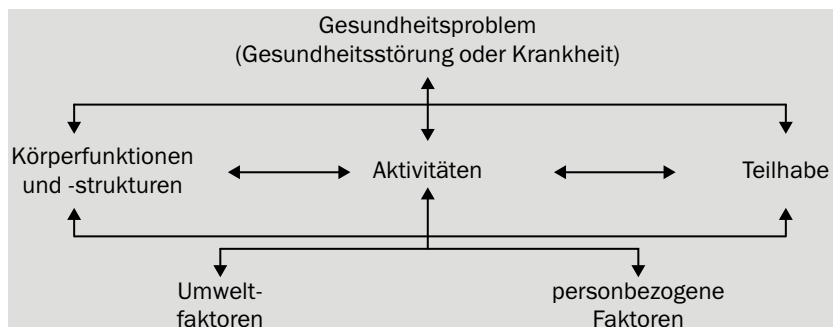 Gesundheitsproblem
(Gesundheitsstörung oder Krankheit)
Körperfunktionen
und -strukturen
Aktivitäten
Teilhabe
Umwelt-
faktoren
personbezogene
Faktoren